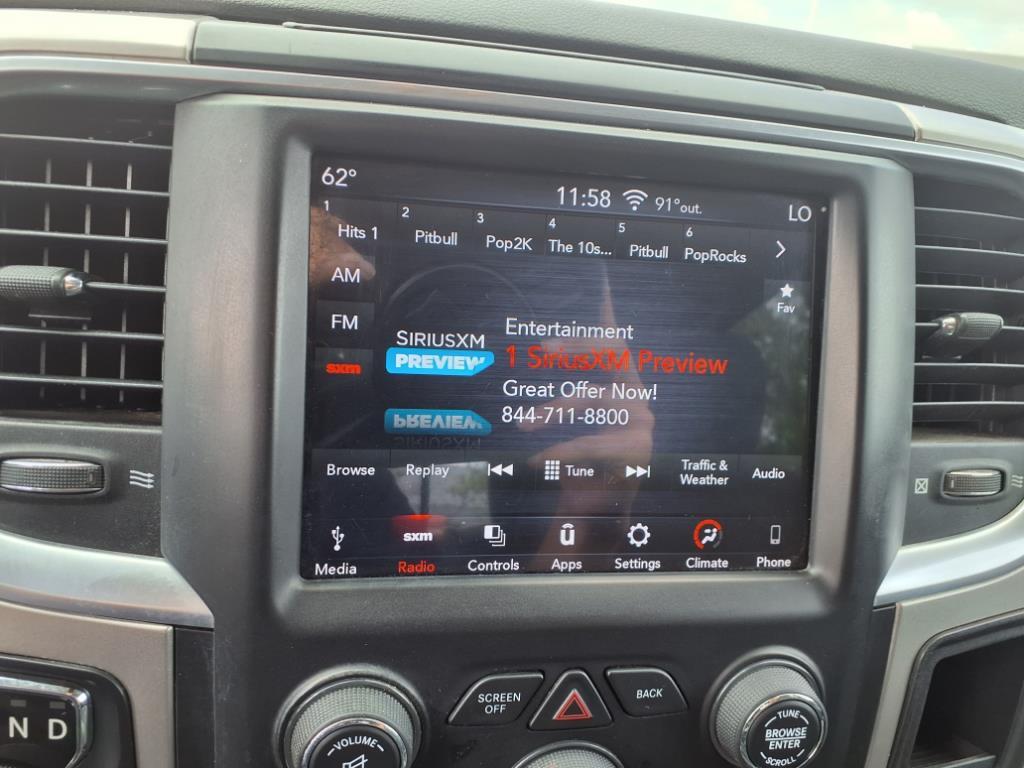 62°
11:58
91°out.
LO
1
Hits 1
2
Pitbull
3
Pop2K
4
The 10s...
5
Pitbull
6
PopRocks
AM
FM
sxm
Fav
SIRIUSXM
PREVIEW
Entertainment
1 SiriusXM Preview
Great Offer Now!
844-711-8800
Browse
Replay
Tune
Traffic &
Weather
Audio
Media
sxm
Radio
Controls
Apps
Settings
Climate
Phone
SCREEN
OFF
BACK
VOLUME
TUNE
BROWSE
ENTER
SCROLL
N D